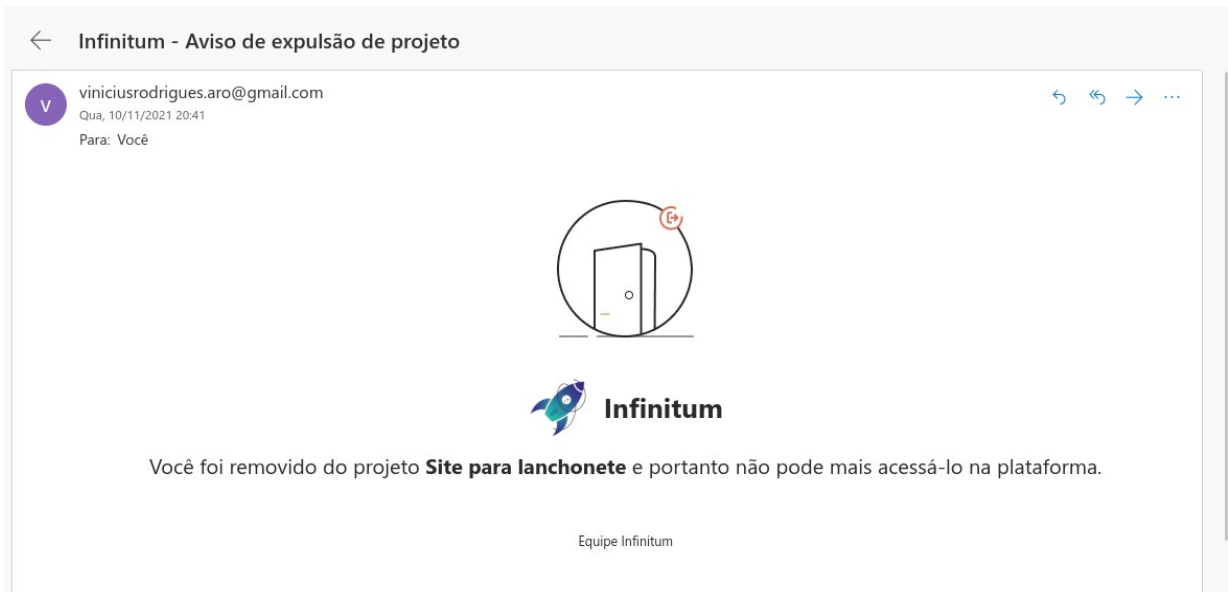 Infinitum - Aviso de expulsão de projeto
V
viniciusrodrigues.aro@gmail.com
Qua, 10/11/2021 20:41
Para: Você
Infinitum
Você foi removido do projeto Site para lanchonete e portanto não pode mais acessá-lo na plataforma.
Equipe Infinitum